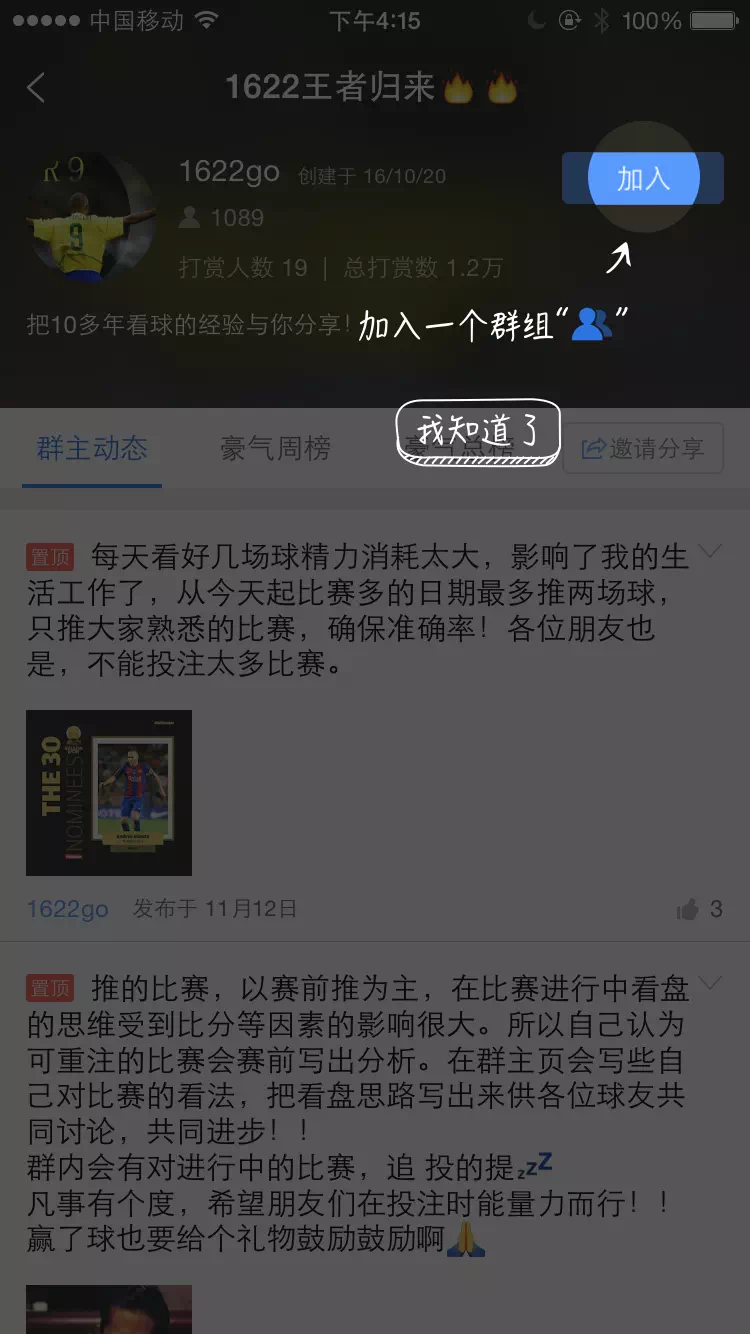 中国移动
下午4:15
100%
1622王者归来🔥🔥
R 9
9
1622go 创建于 16/10/20
加入
1089
打赏人数 19 | 总打赏数 1.2万
把10多年看球的经验与你分享!
加入一个群组“👥”
我知道了
群主动态
豪气周榜
豪气总榜
邀请分享
置顶 每天看好几场球精力消耗太大，影响了我的生
活工作了，从今天起比赛多的日期最多推两场球，
只推大家熟悉的比赛，确保准确率！各位朋友也
是，不能投注太多比赛。
THE 30
NOMINEES
1622go 发布于 11月12日
3
置顶 推的比赛，以赛前推为主，在比赛进行中看盘
的思维受到比分等因素的影响很大。所以自己认为
可重注的比赛会赛前写出分析。在群主页会写些自
己对比赛的看法，把看盘思路写出来供各位球友共
同讨论，共同进步！！
群内会有对进行中的比赛，追 投的提💤
凡事有个度，希望朋友们在投注时能量力而行！！
赢了球也要给个礼物鼓励鼓励啊🙏